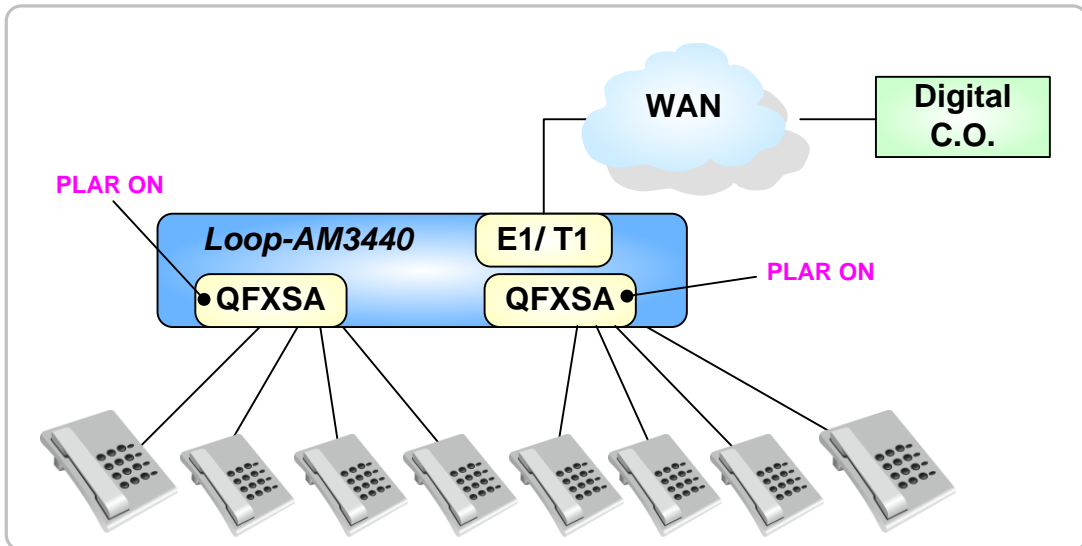 WAN
Digital
C.O.
PLAR ON
Loop-AM3440
E1/ T1
PLAR ON
QFXSA
QFXSA